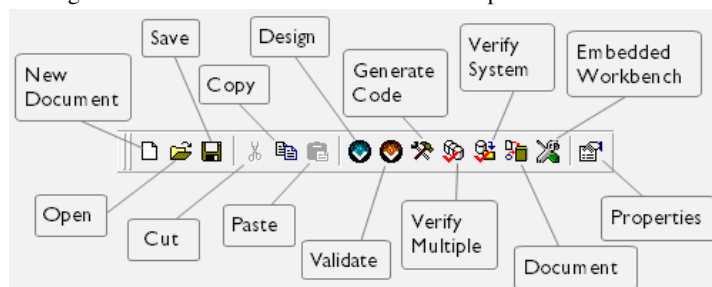 Save
Design
Verify
System
Embedded
Workbench
New
Document
Copy
Generate
Code
Open
Cut
Paste
Validate
Verify
Multiple
Document
Properties